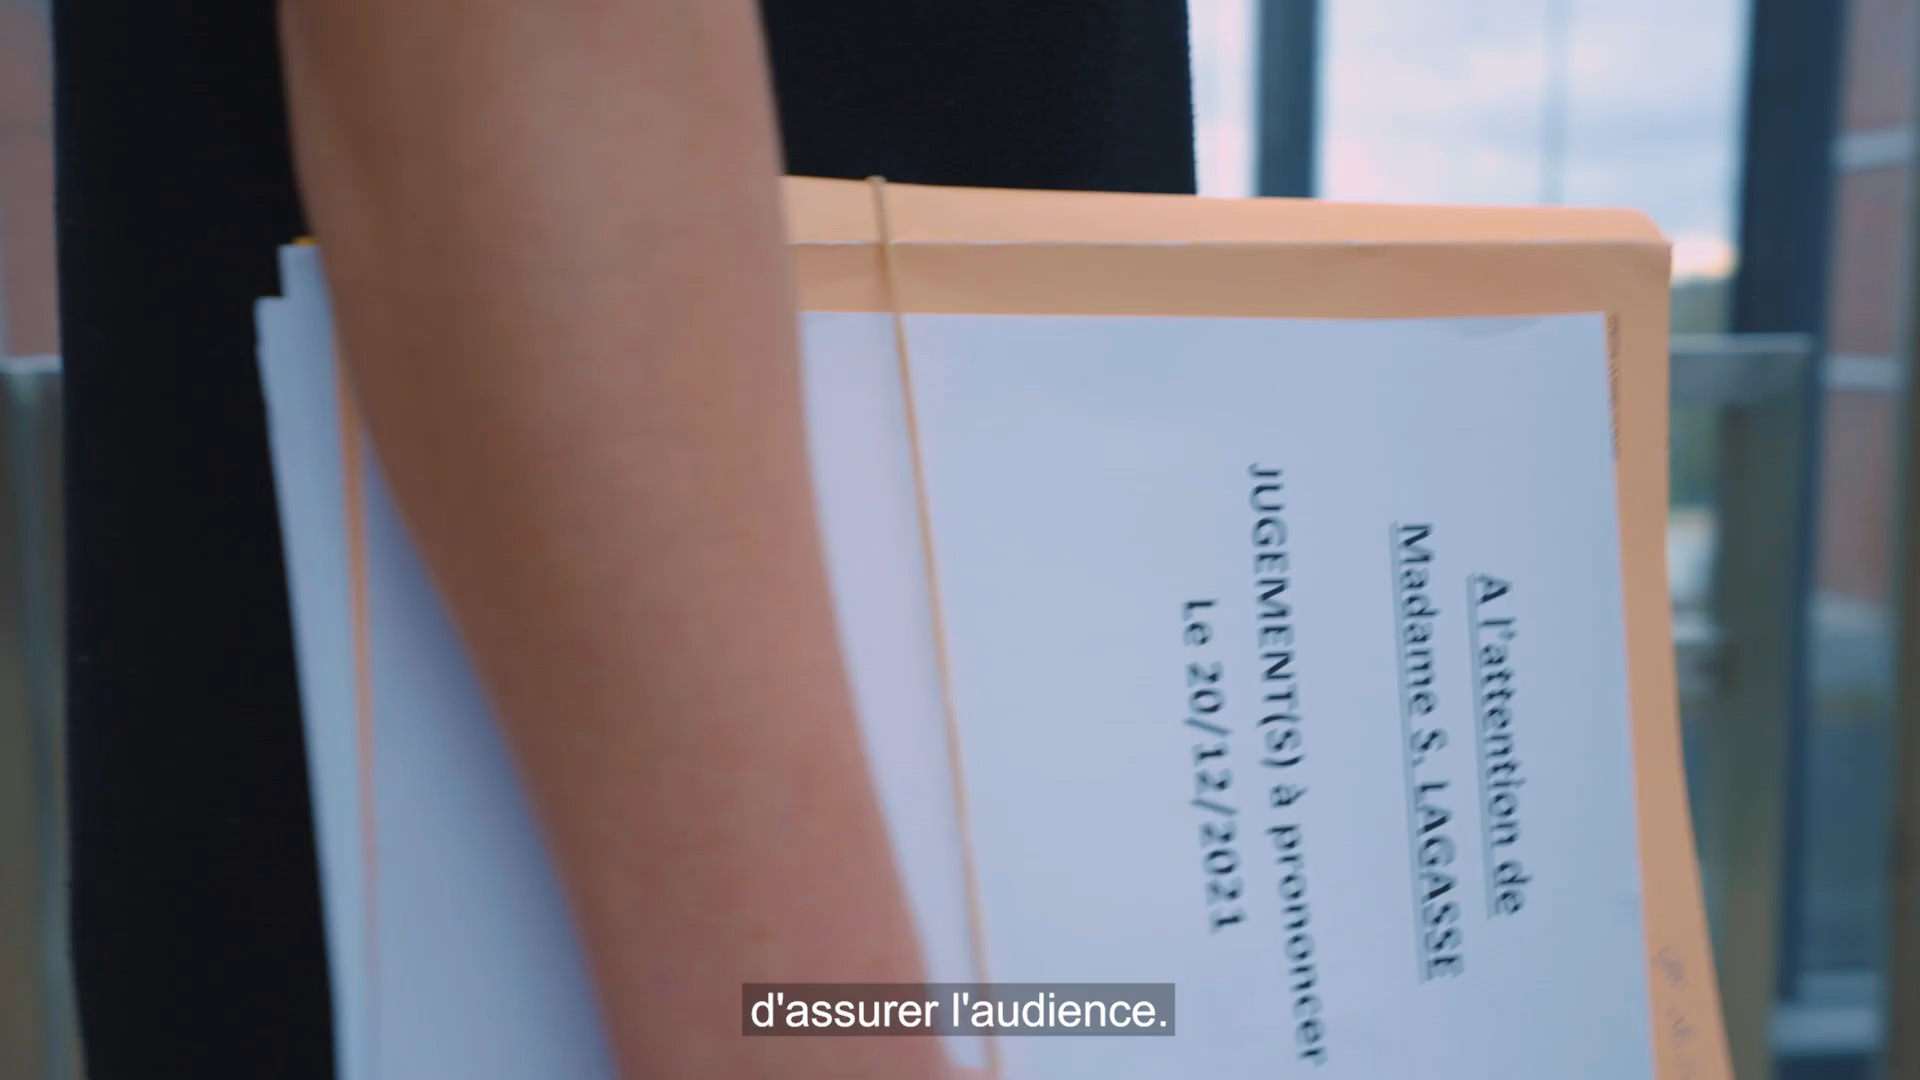 A l'attention de
Madame S. LAGASSE
JUGEMENT(S) à prononcer
Le 20/12/2021
d'assurer l'audience.